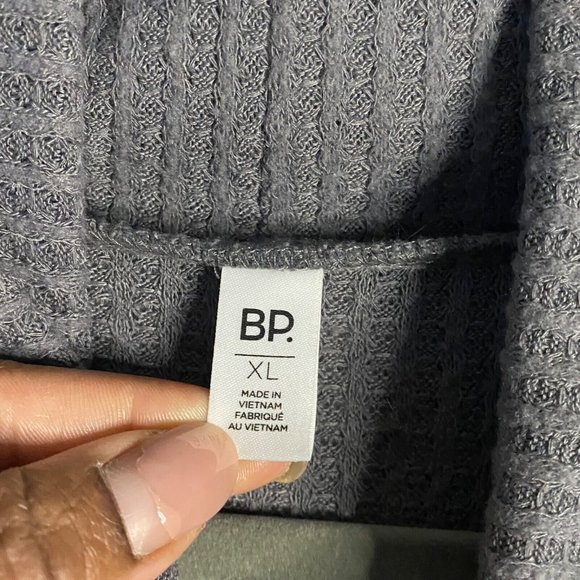 BP.
XL
MADE IN
VIETNAM
FABRIQUÉ
AU VIETNAM